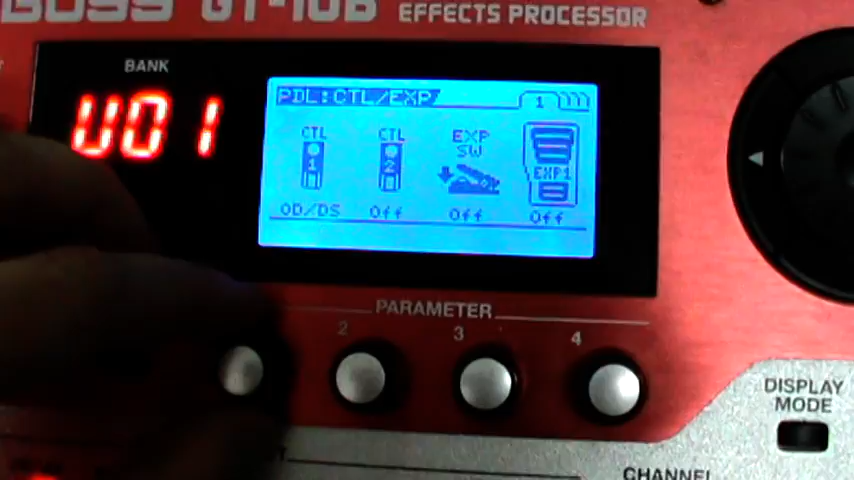 BOSS GT-10B EFFECTS PROCESSOR
BANK
U01 1
PDL:CTL/EXP 1
CTL CTL EXP
SW
1 2 EXP1
OD/DS Off Off Off
PARAMETER
2 3 4
DISPLAY
MODE
CHANNEL